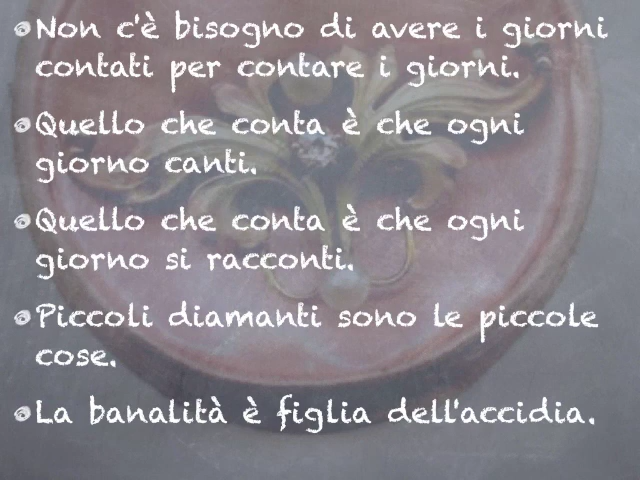 Non c'è bisogno di avere i giorni
contati per contare i giorni.
Quello che conta è che ogni
giorno canti.
Quello che conta è che ogni
giorno si racconti.
Piccoli diamanti sono le piccole
cose.
La banalità è figlia dell'accidia.